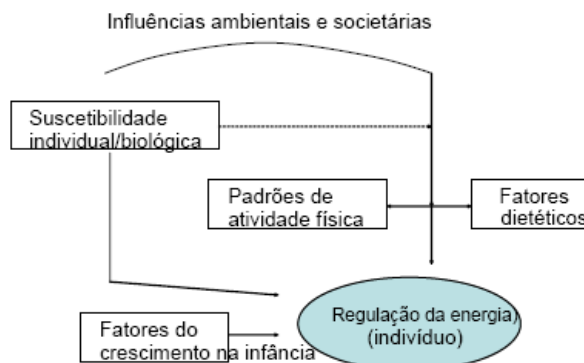 Influências ambientais e societárias
Suscetibilidade
individual/biológica
Padrões de
atividade física
Fatores
dietéticos
Regulação da energia)
(indivíduo)
Fatores do
crescimento na infância